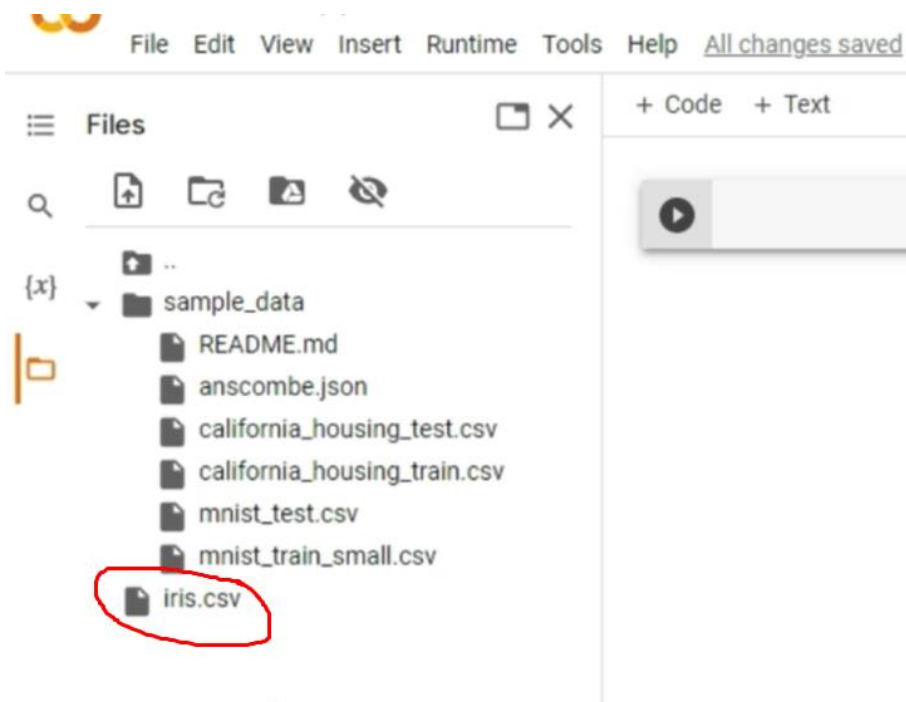 File Edit View Insert Runtime Tools Help All changes saved
Files
+ Code + Text
..
{x}
sample_data
README.md
anscombe.json
california_housing_test.csv
california_housing_train.csv
mnist_test.csv
mnist_train_small.csv
iris.csv